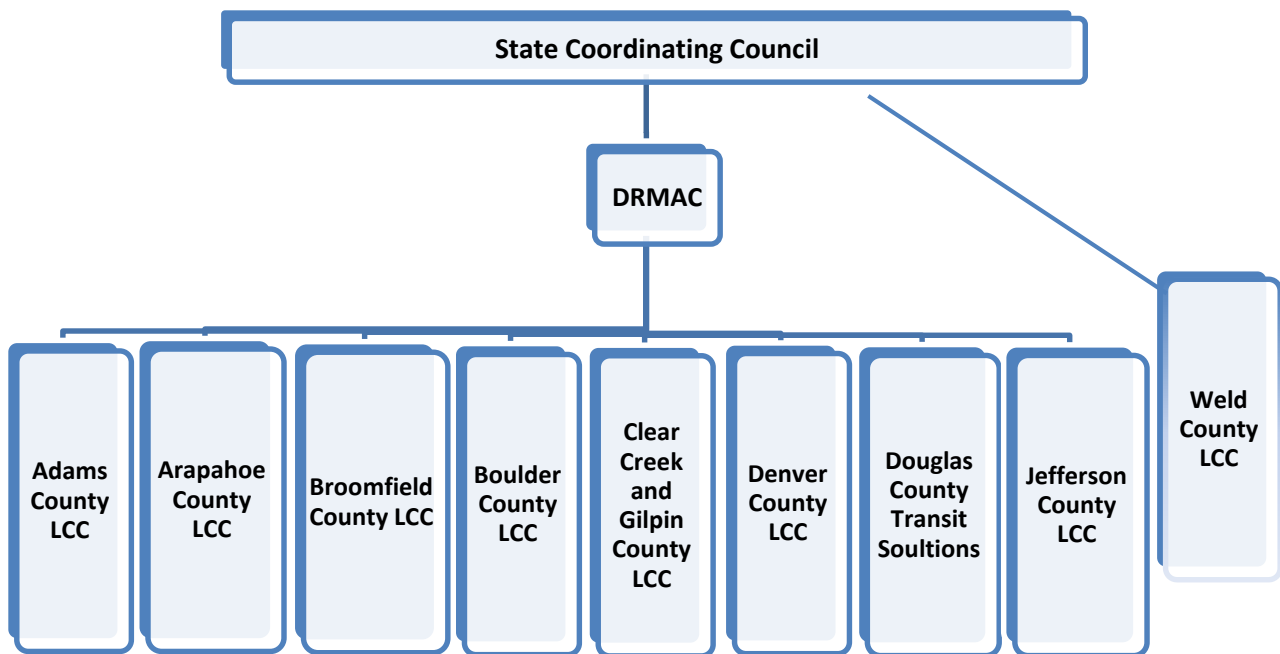 State Coordinating Council
DRMAC
Adams
County
LCC
Arapahoe
County
LCC
Broomfield
County LCC
Boulder
County
LCC
Clear
Creek
and
Gilpin
County
LCC
Denver
County
LCC
Douglas
County
Transit
Soultions
Jefferson
County
LCC
Weld
County
LCC